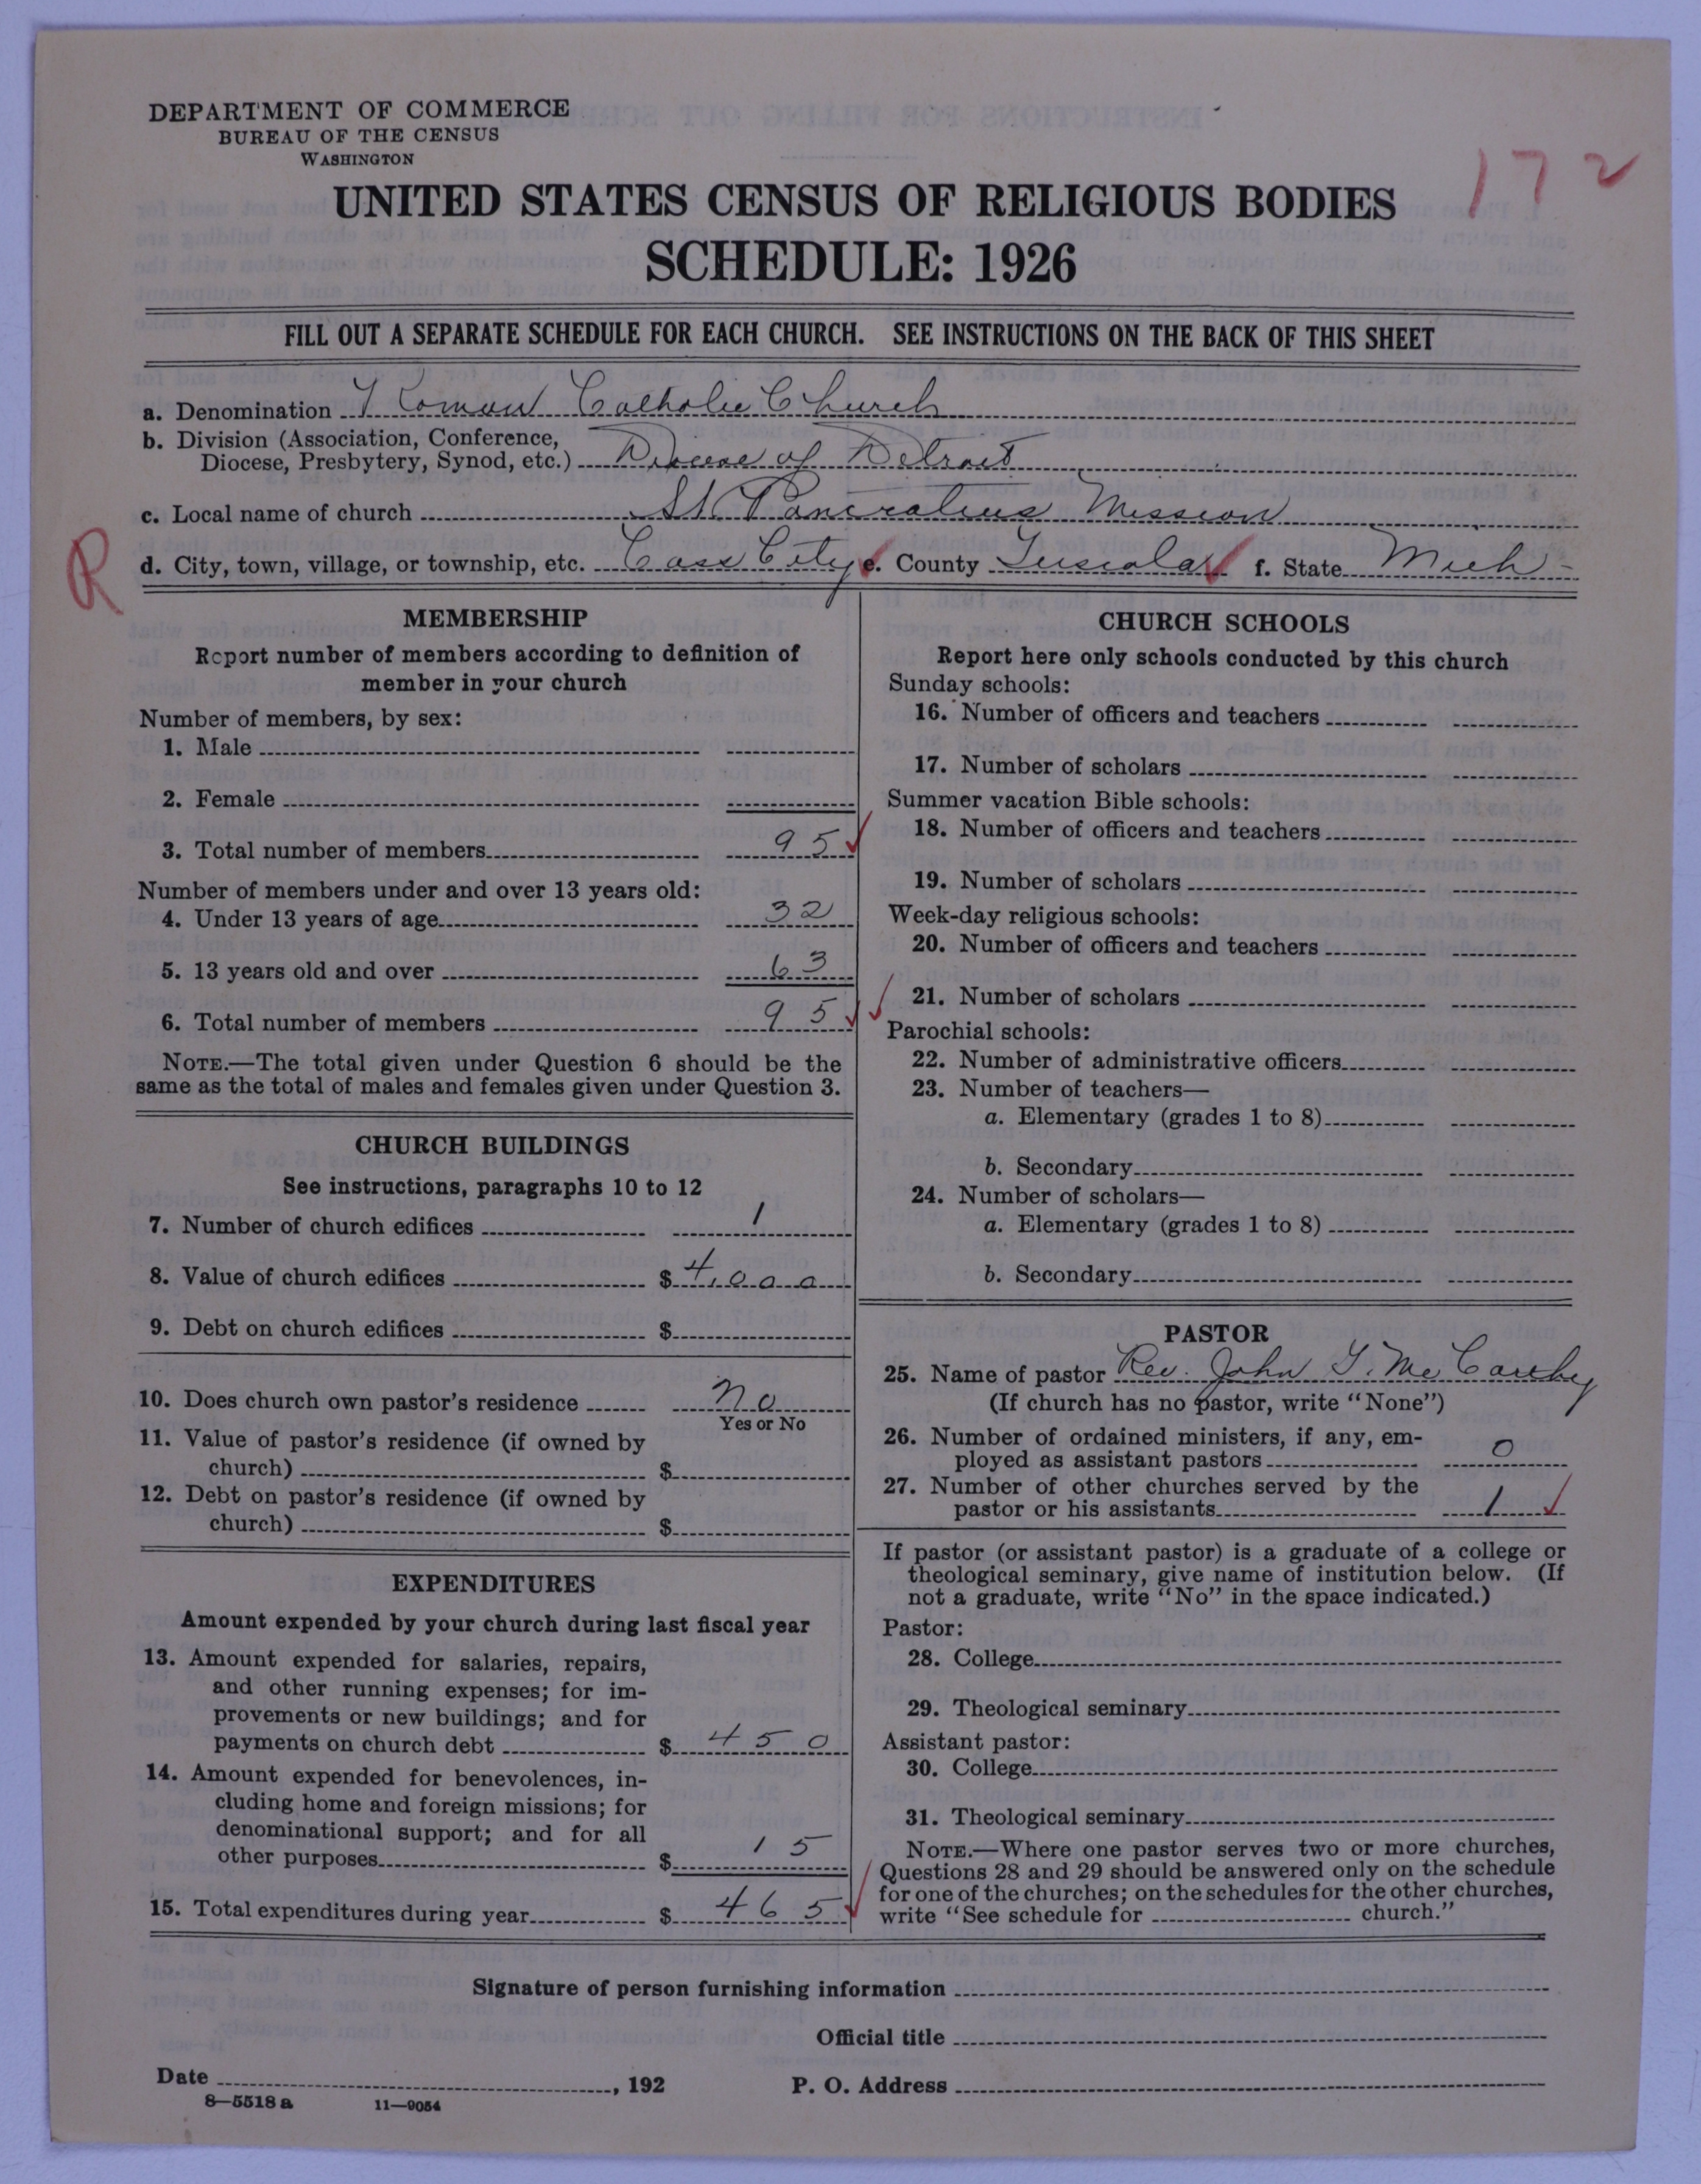 DEPARTMENT OF COMMERCE
BUREAU OF THE CENSUS
WASHINGTON
172
UNITED STATES CENSUS OF RELIGIOUS BODIES
SCHEDULE: 1926
FILL OUT A SEPARATE SCHEDULE FOR EACH CHURCH. SEE INSTRUCTIONS ON THE BACK OF THIS SHEET
a. Denomination Roman Catholic Church
b. Division (Association, Conference,
Diocese, Presbytery, Synod, etc.) Diocese of Detroit
c. Local name of church St. Pancratius Mission
R
d. City, town, village, or township, etc. Cass City e. County Tuscola f. State Mich
MEMBERSHIP
Report number of members according to definition of
member in your church
Number of members, by sex:
1. Male
2. Female
3. Total number of members 95
Number of members under and over 13 years old:
4. Under 13 years of age 32
5. 13 years old and over 63
6. Total number of members 95
NOTE.—The total given under Question 6 should be the
same as the total of males and females given under Question 3.
CHURCH BUILDINGS
See instructions, paragraphs 10 to 12
7. Number of church edifices 1
8. Value of church edifices $ 4,000
9. Debt on church edifices $
10. Does church own pastor's residence No
Yes or No
11. Value of pastor's residence (if owned by
church) $
12. Debt on pastor's residence (if owned by
church) $
EXPENDITURES
Amount expended by your church during last fiscal year
13. Amount expended for salaries, repairs,
and other running expenses; for im-
provements or new buildings; and for
payments on church debt $ 450
14. Amount expended for benevolences, in-
cluding home and foreign missions; for
denominational support; and for all
other purposes $ 15
15. Total expenditures during year $ 465
CHURCH SCHOOLS
Report here only schools conducted by this church
Sunday schools:
16. Number of officers and teachers
17. Number of scholars
Summer vacation Bible schools:
18. Number of officers and teachers
19. Number of scholars
Week-day religious schools:
20. Number of officers and teachers
21. Number of scholars
Parochial schools:
22. Number of administrative officers
23. Number of teachers—
a. Elementary (grades 1 to 8)
b. Secondary
24. Number of scholars—
a. Elementary (grades 1 to 8)
b. Secondary
PASTOR
25. Name of pastor Rev. John T. McCarthy
(If church has no pastor, write "None")
26. Number of ordained ministers, if any, em-
ployed as assistant pastors 0
27. Number of other churches served by the
pastor or his assistants 1
If pastor (or assistant pastor) is a graduate of a college or
theological seminary, give name of institution below. (If
not a graduate, write "No" in the space indicated.)
Pastor:
28. College
29. Theological seminary
Assistant pastor:
30. College
31. Theological seminary
NOTE.—Where one pastor serves two or more churches,
Questions 28 and 29 should be answered only on the schedule
for one of the churches; on the schedules for the other churches,
write "See schedule for church."
Signature of person furnishing information
Official title
Date , 192
P. O. Address
8—5518 a 11—9054